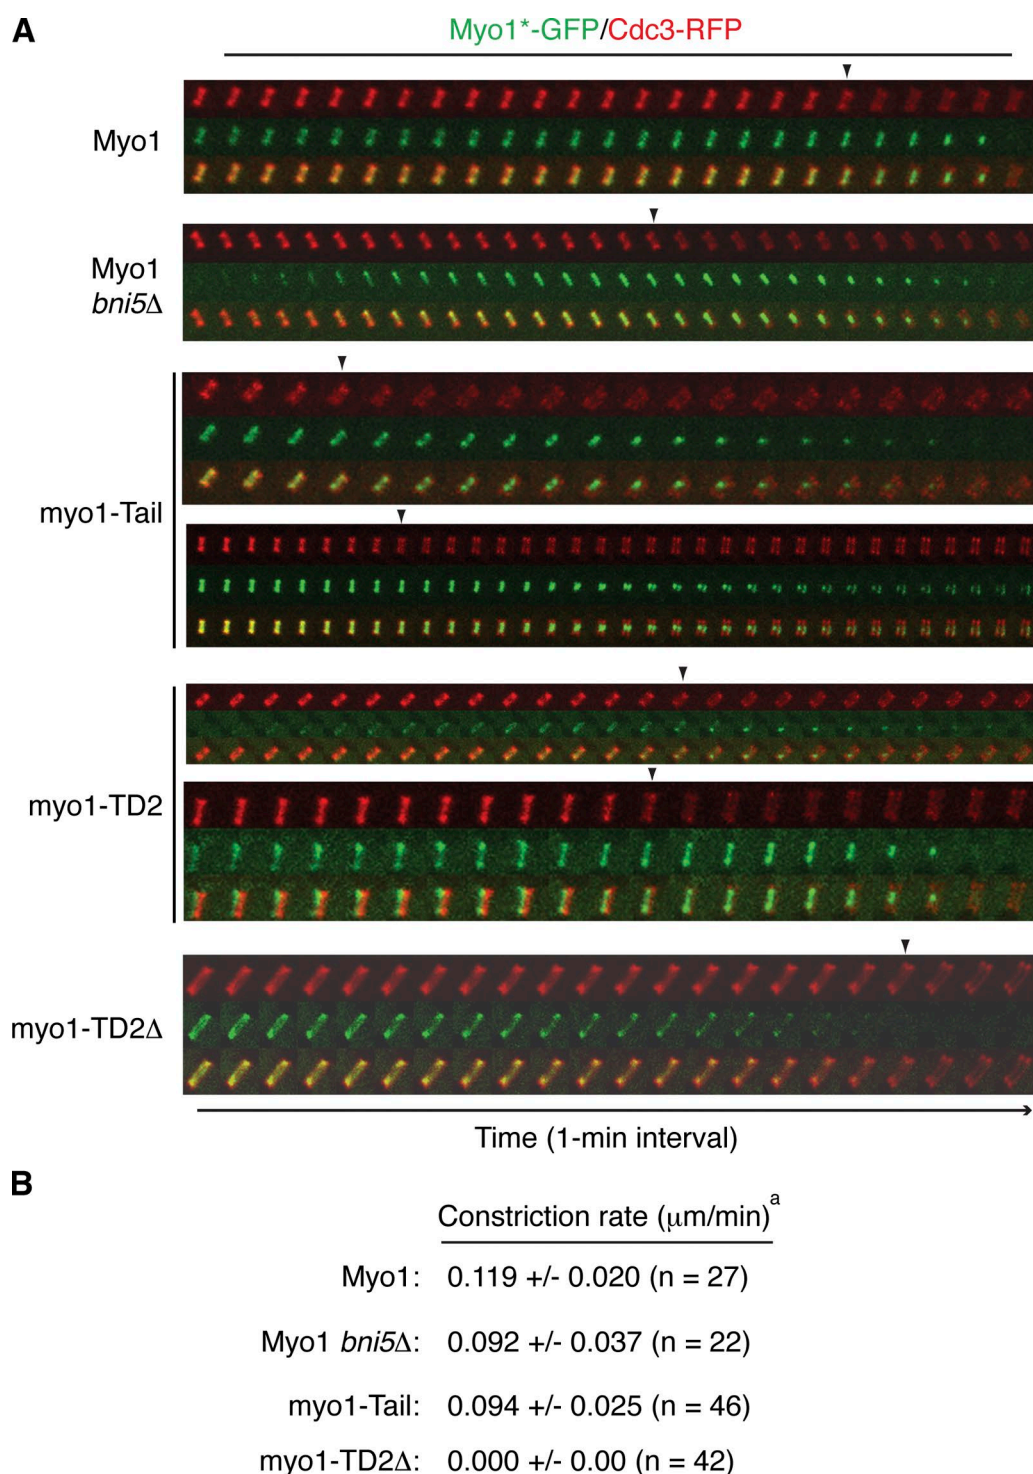 A
Myo1*-GFP/Cdc3-RFP
Myo1
Myo1
bni5Δ
myo1-Tail
myo1-TD2
myo1-TD2Δ
Time (1-min interval)
B
Constriction rate (μm/min)a
Myo1: 0.119 +/- 0.020 (n = 27)
Myo1 bni5Δ: 0.092 +/- 0.037 (n = 22)
myo1-Tail: 0.094 +/- 0.025 (n = 46)
myo1-TD2Δ: 0.000 +/- 0.00 (n = 42)